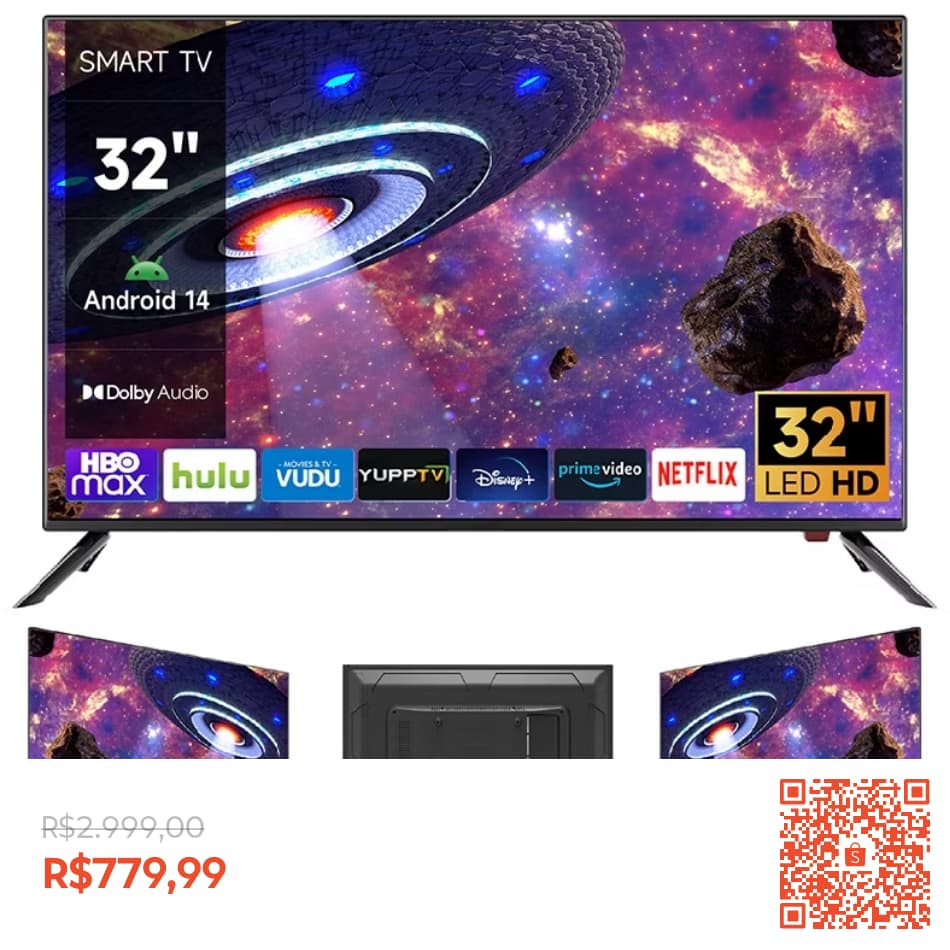 SMART TV
32"
Android 14
Dolby Audio
HBO
max
hulu
MOVIES & TV
VUDU
YUPPTV
Disney+
prime video
NETFLIX
32"
LED HD
R$2.999,00
R$779,99
S